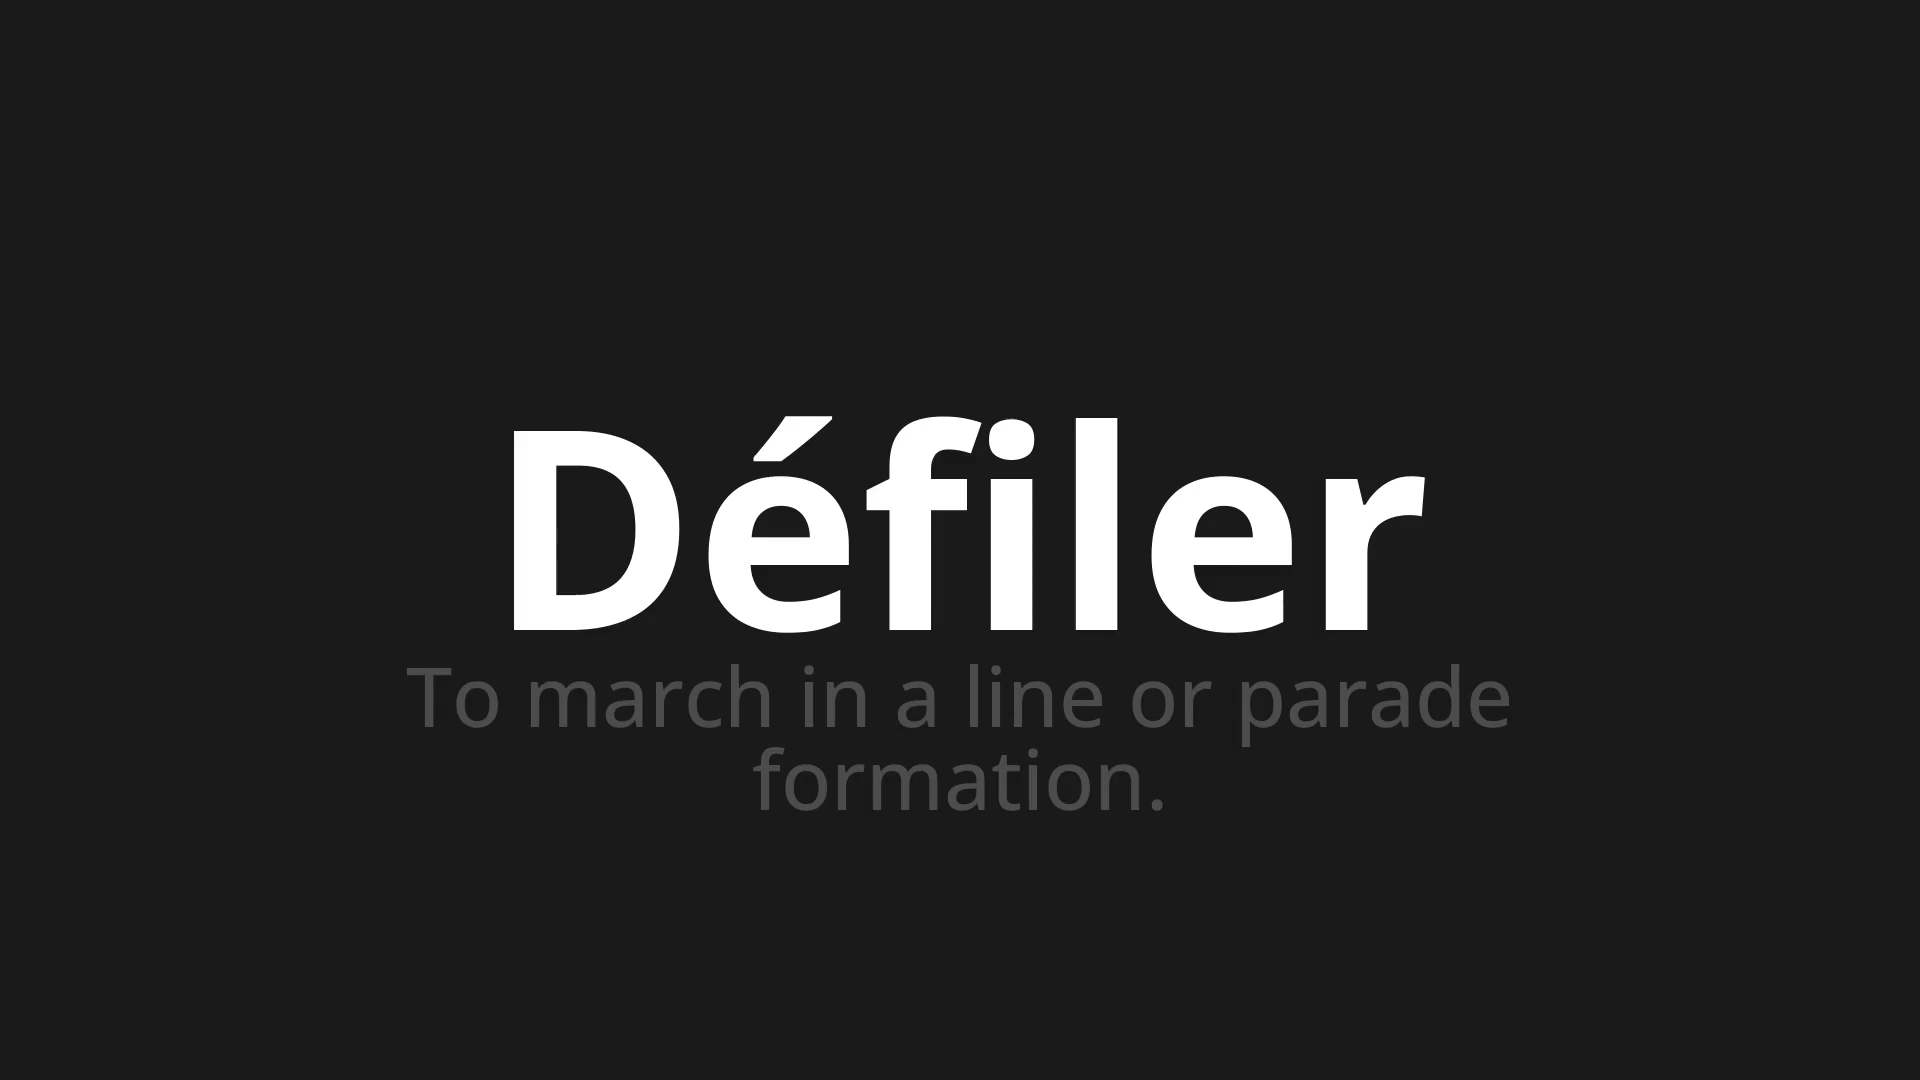 Défiler
To march in a line or parade
formation.